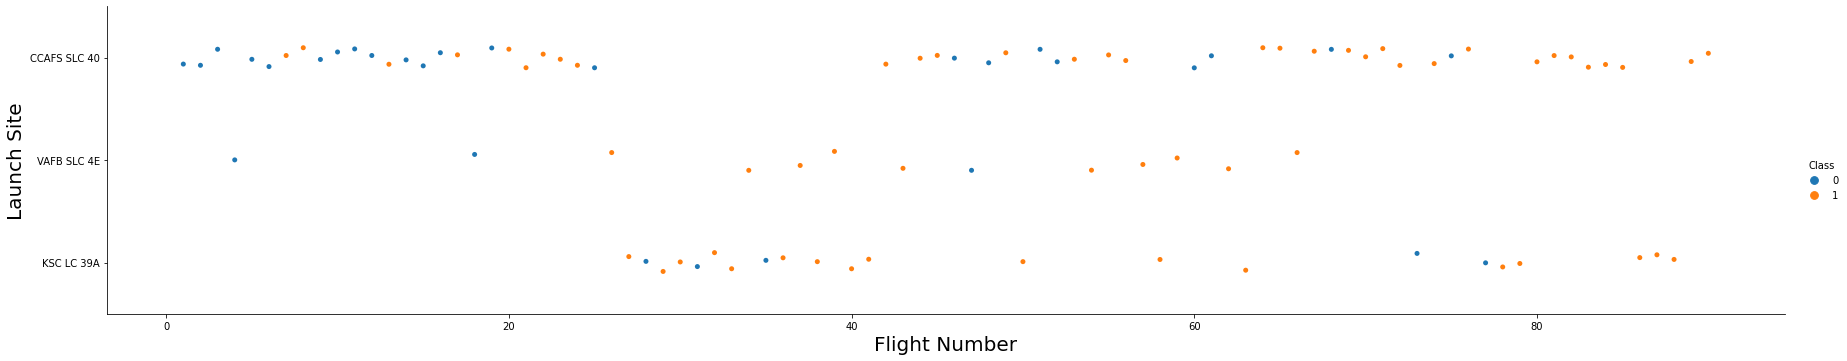 Launch Site
CCAFS SLC 40
VAFB SLC 4E
KSC LC 39A
0
20
40
60
80
Flight Number
Class
0
1